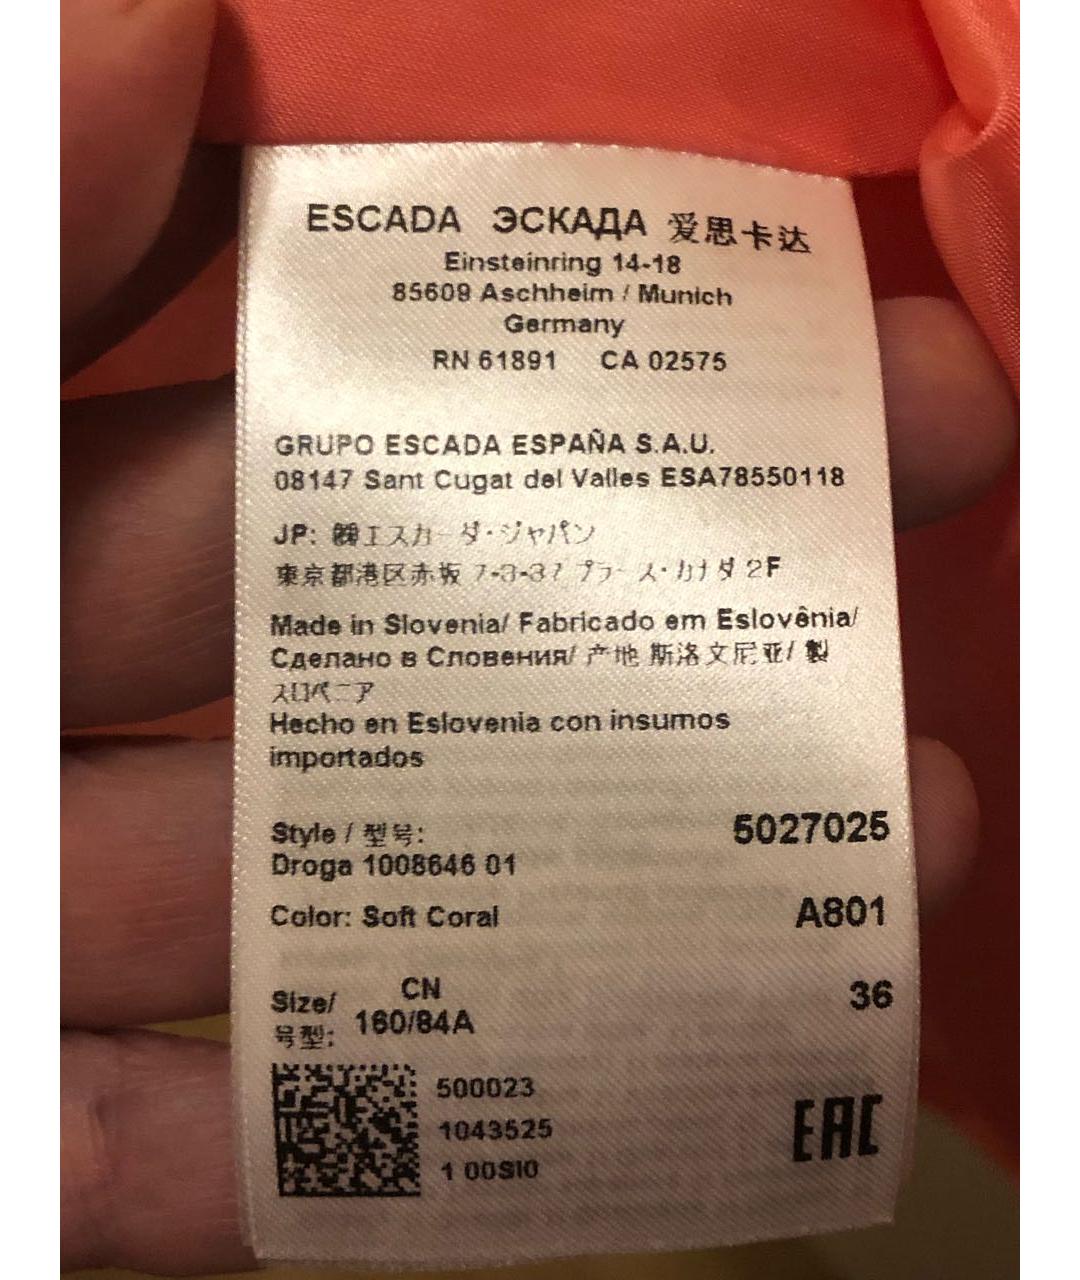 ESCADA ЭСКАДА 爱思卡达
Einsteinring 14-18
85609 Aschheim / Munich
Germany
RN 61891 CA 02575
GRUPO ESCADA ESPAÑA S.A.U.
08147 Sant Cugat del Valles ESA78550118
JP: ㈱エスカーダ・ジャパン
東京都港区赤坂 7-3-37 プラース・カナダ 2F
Made in Slovenia/ Fabricado em Eslovênia/
Сделано в Словении/ 产地 斯洛文尼亚/ 製
スロベニア
Hecho en Eslovenia con insumos
importados
Style / 型号: 5027025
Droga 1008646 01
Color: Soft Coral A801
Size/ CN 36
号型: 160/84A
500023
1043525
1 00SI0
EAC